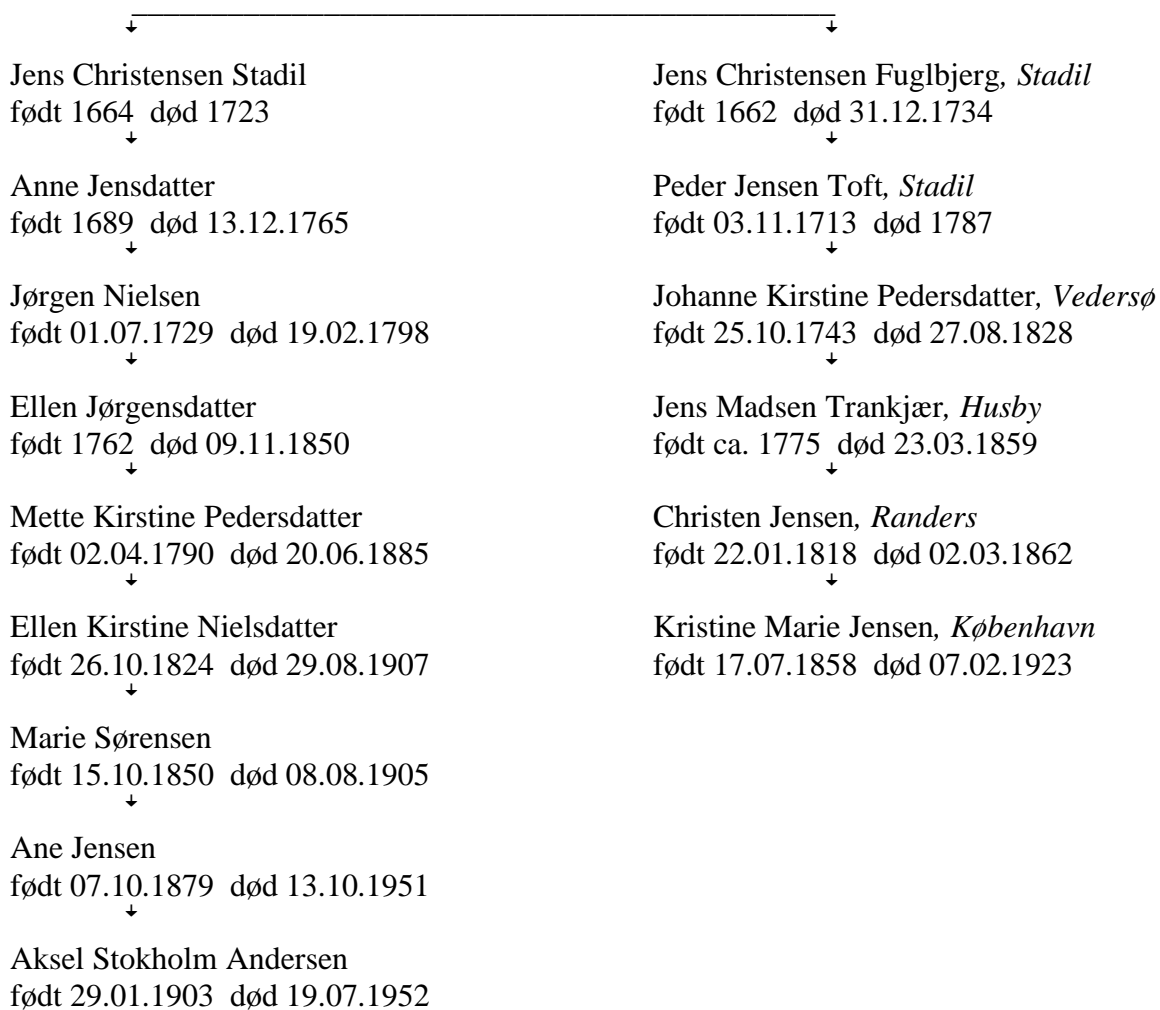 Jens Christensen Stadil
født 1664 død 1723
Anne Jensdatter
født 1689 død 13.12.1765
Jørgen Nielsen
født 01.07.1729 død 19.02.1798
Ellen Jørgensdatter
født 1762 død 09.11.1850
Mette Kirstine Pedersdatter
født 02.04.1790 død 20.06.1885
Ellen Kirstine Nielsdatter
født 26.10.1824 død 29.08.1907
Marie Sørensen
født 15.10.1850 død 08.08.1905
Ane Jensen
født 07.10.1879 død 13.10.1951
Aksel Stokholm Andersen
født 29.01.1903 død 19.07.1952
Jens Christensen Fuglbjerg, Stadil
født 1662 død 31.12.1734
Peder Jensen Toft, Stadil
født 03.11.1713 død 1787
Johanne Kirstine Pedersdatter, Vedersø
født 25.10.1743 død 27.08.1828
Jens Madsen Trankjær, Husby
født ca. 1775 død 23.03.1859
Christen Jensen, Randers
født 22.01.1818 død 02.03.1862
Kristine Marie Jensen, København
født 17.07.1858 død 07.02.1923